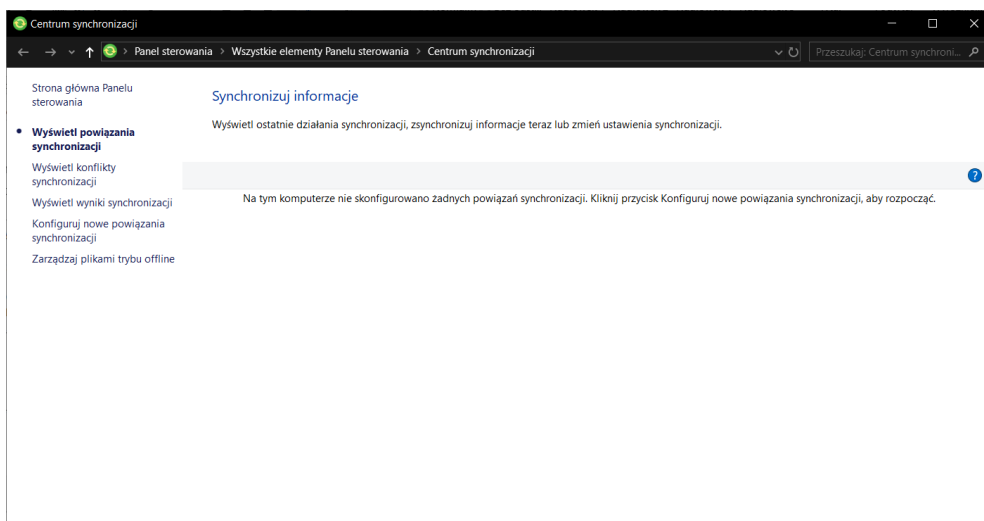 Centrum synchronizacji
Panel sterowania > Wszystkie elementy Panelu sterowania > Centrum synchronizacji
Przeszukaj: Centrum synchroni...
Strona główna Panelu
sterowania
Wyświetl powiązania
synchronizacji
Wyświetl konflikty
synchronizacji
Wyświetl wyniki synchronizacji
Konfiguruj nowe powiązania
synchronizacji
Zarządzaj plikami trybu offline
Synchronizuj informacje
Wyświetl ostatnie działania synchronizacji, zsynchronizuj informacje teraz lub zmień ustawienia synchronizacji.
Na tym komputerze nie skonfigurowano żadnych powiązań synchronizacji. Kliknij przycisk Konfiguruj nowe powiązania synchronizacji, aby rozpocząć.